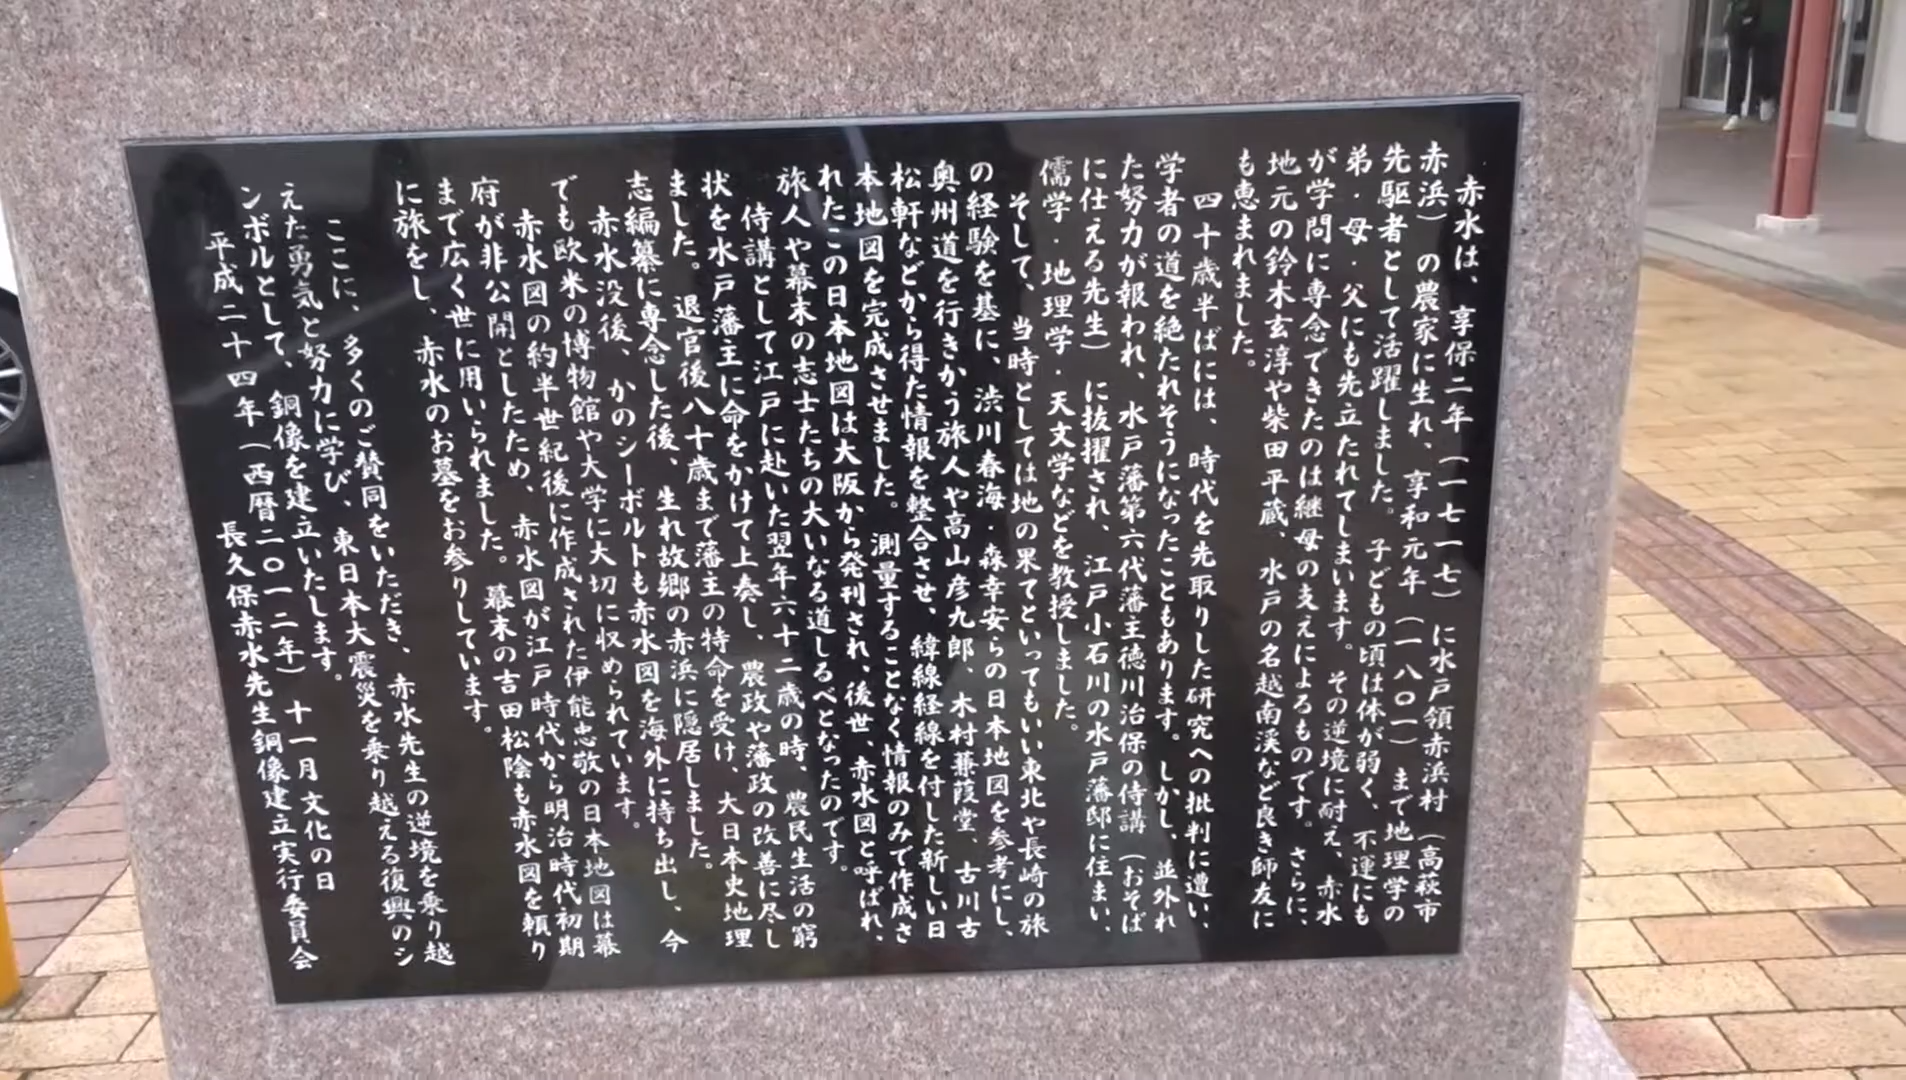 赤水は、享保二年（一七一七）に水戸領赤浜村（高萩市
赤浜）の農家に生れ、享和元年（一八〇一）まで地理学の
先駆者として活躍しました。子どもの頃は体が弱く、不運にも
弟・母・父にも先立たれてしまいます。その逆境に耐え、赤水
が学問に専念できたのは継母の支えによるものです。さらに、
地元の鈴木玄淳や柴田平蔵、水戸の名越南溪など良き師友に
も恵まれました。
四十歳半ばには、時代を先取りした研究への批判に遭い、
学者の道を絶たれそうになったこともあります。しかし、並外れ
た努力が報われ、水戸藩第六代藩主徳川治保の侍講（おそば
に仕える先生）に抜擢され、江戸小石川の水戸藩邸に住まい、
儒学・地理学・天文学などを教授しました。
そして、当時としては地の果てといってもいい東北や長崎の旅
の経験を基に、渋川春海・森幸安らの日本地図を参考にし、
奥州道を行きかう旅人や高山彦九郎、木村蒹葭堂、古川古
松軒などから得た情報を整合させ、緯線経線を付した新しい日
本地図を完成させました。測量することなく情報のみで作成さ
れたこの日本地図は大阪から発刊され、後世、赤水図と呼ばれ、
旅人や幕末の志士たちの大いなる道しるべとなったのです。
侍講として江戸に赴いた翌年六十二歳の時、農民生活の窮
状を水戸藩主に命をかけて上奏し、農政や藩政の改善に尽し
ました。退官後八十歳まで藩主の特命を受け、大日本史地理
志編纂に専念した後、生れ故郷の赤浜に隠居しました。
赤水没後、かのシーボルトも赤水図を海外に持ち出し、今
でも欧米の博物館や大学に大切に収められています。
赤水図の約半世紀後に作成された伊能忠敬の日本地図は幕
府が非公開としたため、赤水図が江戸時代から明治時代初期
まで広く世に用いられました。幕末の吉田松陰も赤水図を頼り
に旅をし、赤水のお墓をお参りしています。
ここに、多くのご賛同をいただき、赤水先生の逆境を乗り越
えた勇気と努力に学び、東日本大震災を乗り越える復興のシ
ンボルとして、銅像を建立いたします。
平成二十四年（西暦二〇一二年）十一月文化の日
長久保赤水先生銅像建立実行委員会